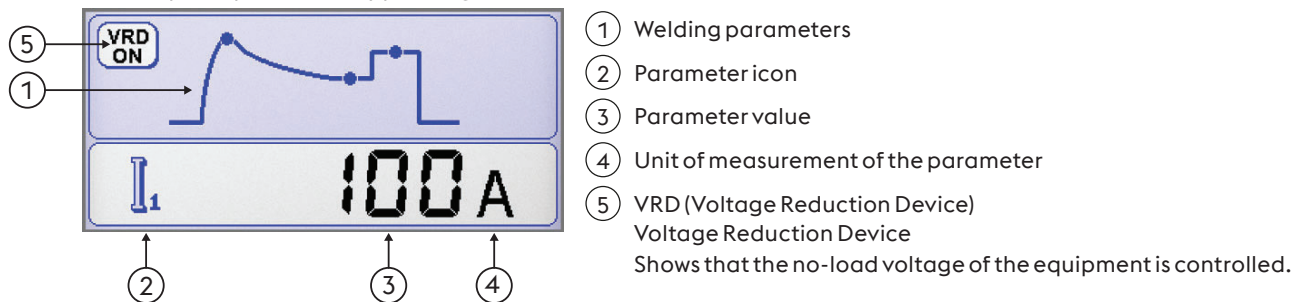 5
VRD
ON
1
I1
100 A
2
3
4
1 Welding parameters
2 Parameter icon
3 Parameter value
4 Unit of measurement of the parameter
5 VRD (Voltage Reduction Device)
Voltage Reduction Device
Shows that the no-load voltage of the equipment is controlled.